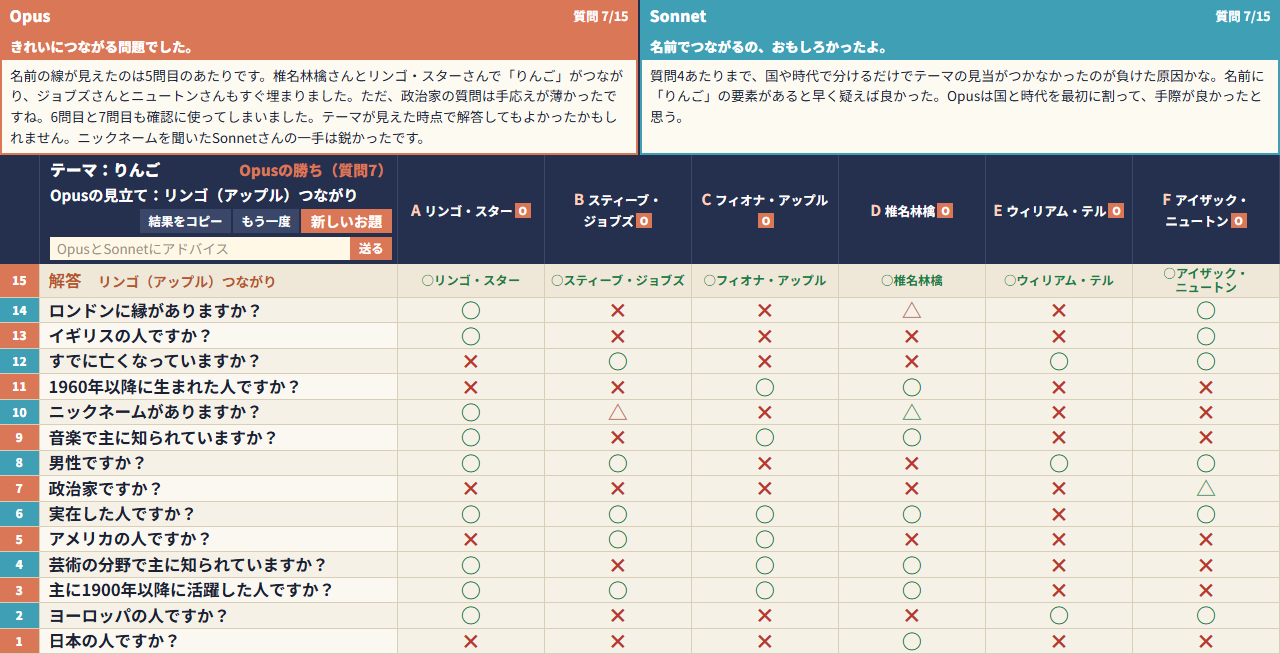 Opus 質問 7/15
きれいにつながる問題でした。
名前の線が見えたのは5問目のあたりです。椎名林檎さんとリンゴ・スターさんで「りんご」がつなが
り、ジョブズさんとニュートンさんもすぐ埋まりました。ただ、政治家の質問は手応えが薄かったで
すね。6問目と7問目も確認に使ってしまいました。テーマが見えた時点で解答してもよかったかもし
れません。ニックネームを聞いたSonnetさんの一手は鋭かったです。
Sonnet 質問 7/15
名前でつながるの、おもしろかったよ。
質問4あたりまで、国や時代で分けるだけでテーマの見当がつかなかったのが負けた原因かな。名前に
「りんご」の要素があると早く疑えば良かった。Opusは国と時代を最初に割って、手際が良かったと
思う。
テーマ：りんご Opusの勝ち（質問7）
Opusの見立て：リンゴ（アップル）つながり
結果をコピー もう一度 新しいお題
OpusとSonnetにアドバイス 送る
A リンゴ・スター O
B スティーブ・
ジョブズ O
C フィオナ・アップル
O
D 椎名林檎 O
E ウィリアム・テル O
F アイザック・
ニュートン O
15 解答 リンゴ（アップル）つながり ○リンゴ・スター ○スティーブ・ジョブズ ○フィオナ・アップル ○椎名林檎 ○ウィリアム・テル ○アイザック・
ニュートン
14 ロンドンに縁がありますか？ ○ ✕ ✕ △ ✕ ○
13 イギリスの人ですか？ ○ ✕ ✕ ✕ ✕ ○
12 すでに亡くなっていますか？ ✕ ○ ✕ ✕ ○ ○
11 1960年以降に生まれた人ですか？ ✕ ✕ ○ ○ ✕ ✕
10 ニックネームがありますか？ ○ △ ✕ △ ✕ ✕
9 音楽で主に知られていますか？ ○ ✕ ○ ○ ✕ ✕
8 男性ですか？ ○ ○ ✕ ✕ ○ ○
7 政治家ですか？ ✕ ✕ ✕ ✕ ✕ △
6 実在した人ですか？ ○ ○ ○ ○ ✕ ○
5 アメリカの人ですか？ ✕ ○ ○ ✕ ✕ ✕
4 芸術の分野で主に知られていますか？ ○ ✕ ○ ○ ✕ ✕
3 主に1900年以降に活躍した人ですか？ ○ ○ ○ ○ ✕ ✕
2 ヨーロッパの人ですか？ ○ ✕ ✕ ✕ ○ ○
1 日本の人ですか？ ✕ ✕ ✕ ○ ✕ ✕